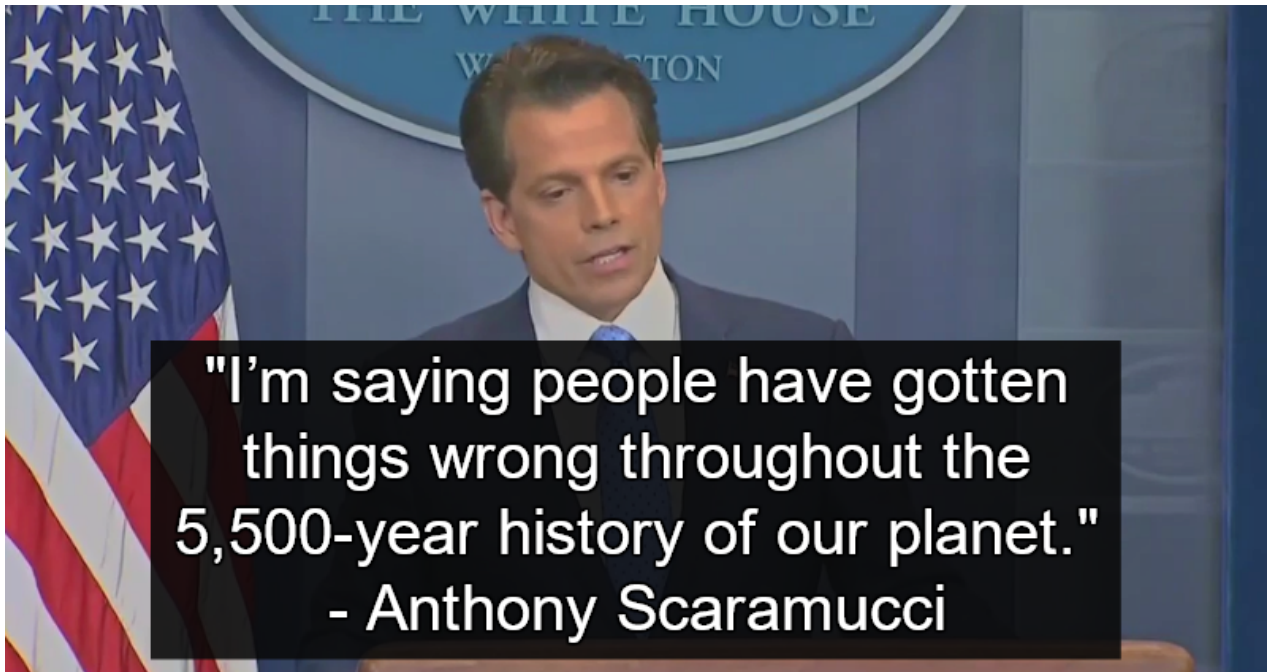 THE WHITE HOUSE
TON
"I’m saying people have gotten
things wrong throughout the
5,500-year history of our planet."
- Anthony Scaramucci